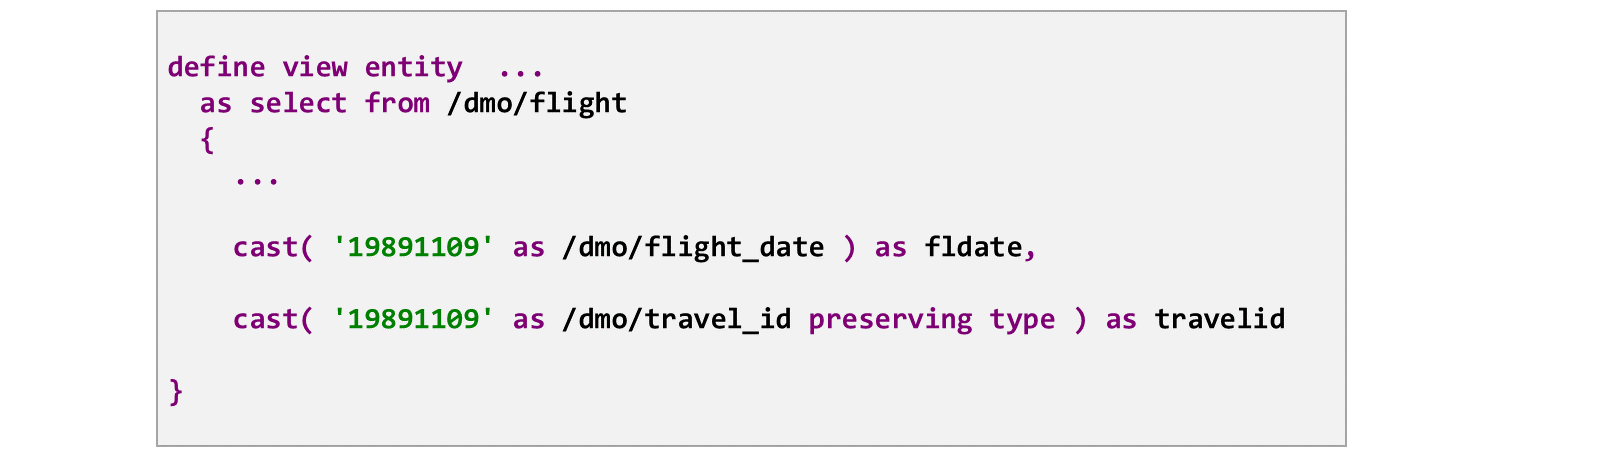 define view entity  ...
  as select from /dmo/flight
  {
    ...
    cast( '19891109' as /dmo/flight_date ) as fldate,
    cast( '19891109' as /dmo/travel_id preserving type ) as travelid
}